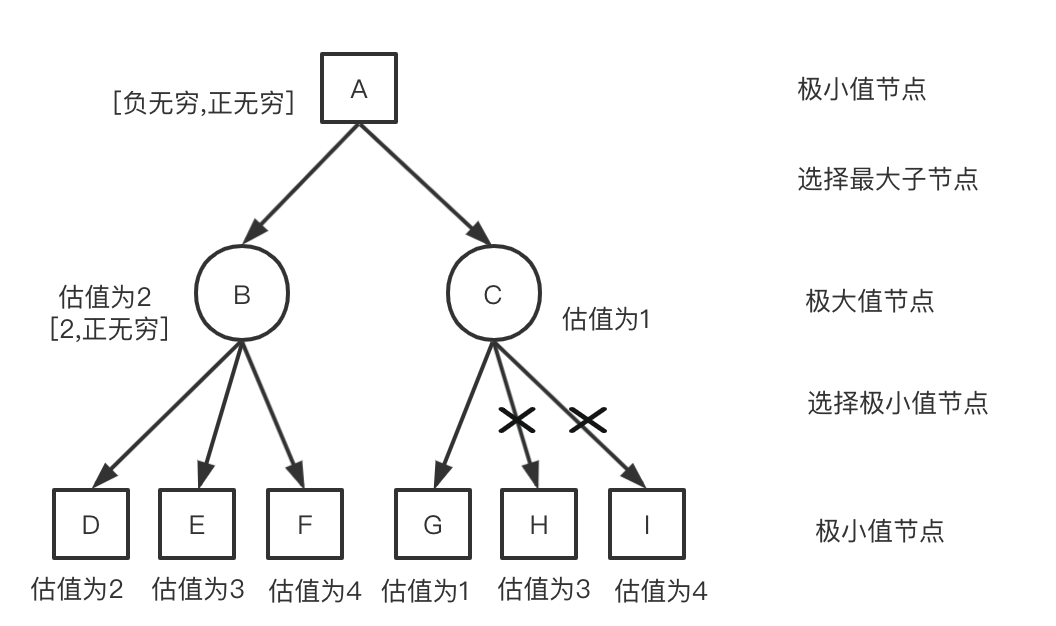 A
[负无穷,正无穷]
极小值节点
选择最大子节点
B
C
估值为2
[2,正无穷]
估值为1
极大值节点
选择极小值节点
D
E
F
G
H
I
极小值节点
估值为2
估值为3
估值为4
估值为1
估值为3
估值为4